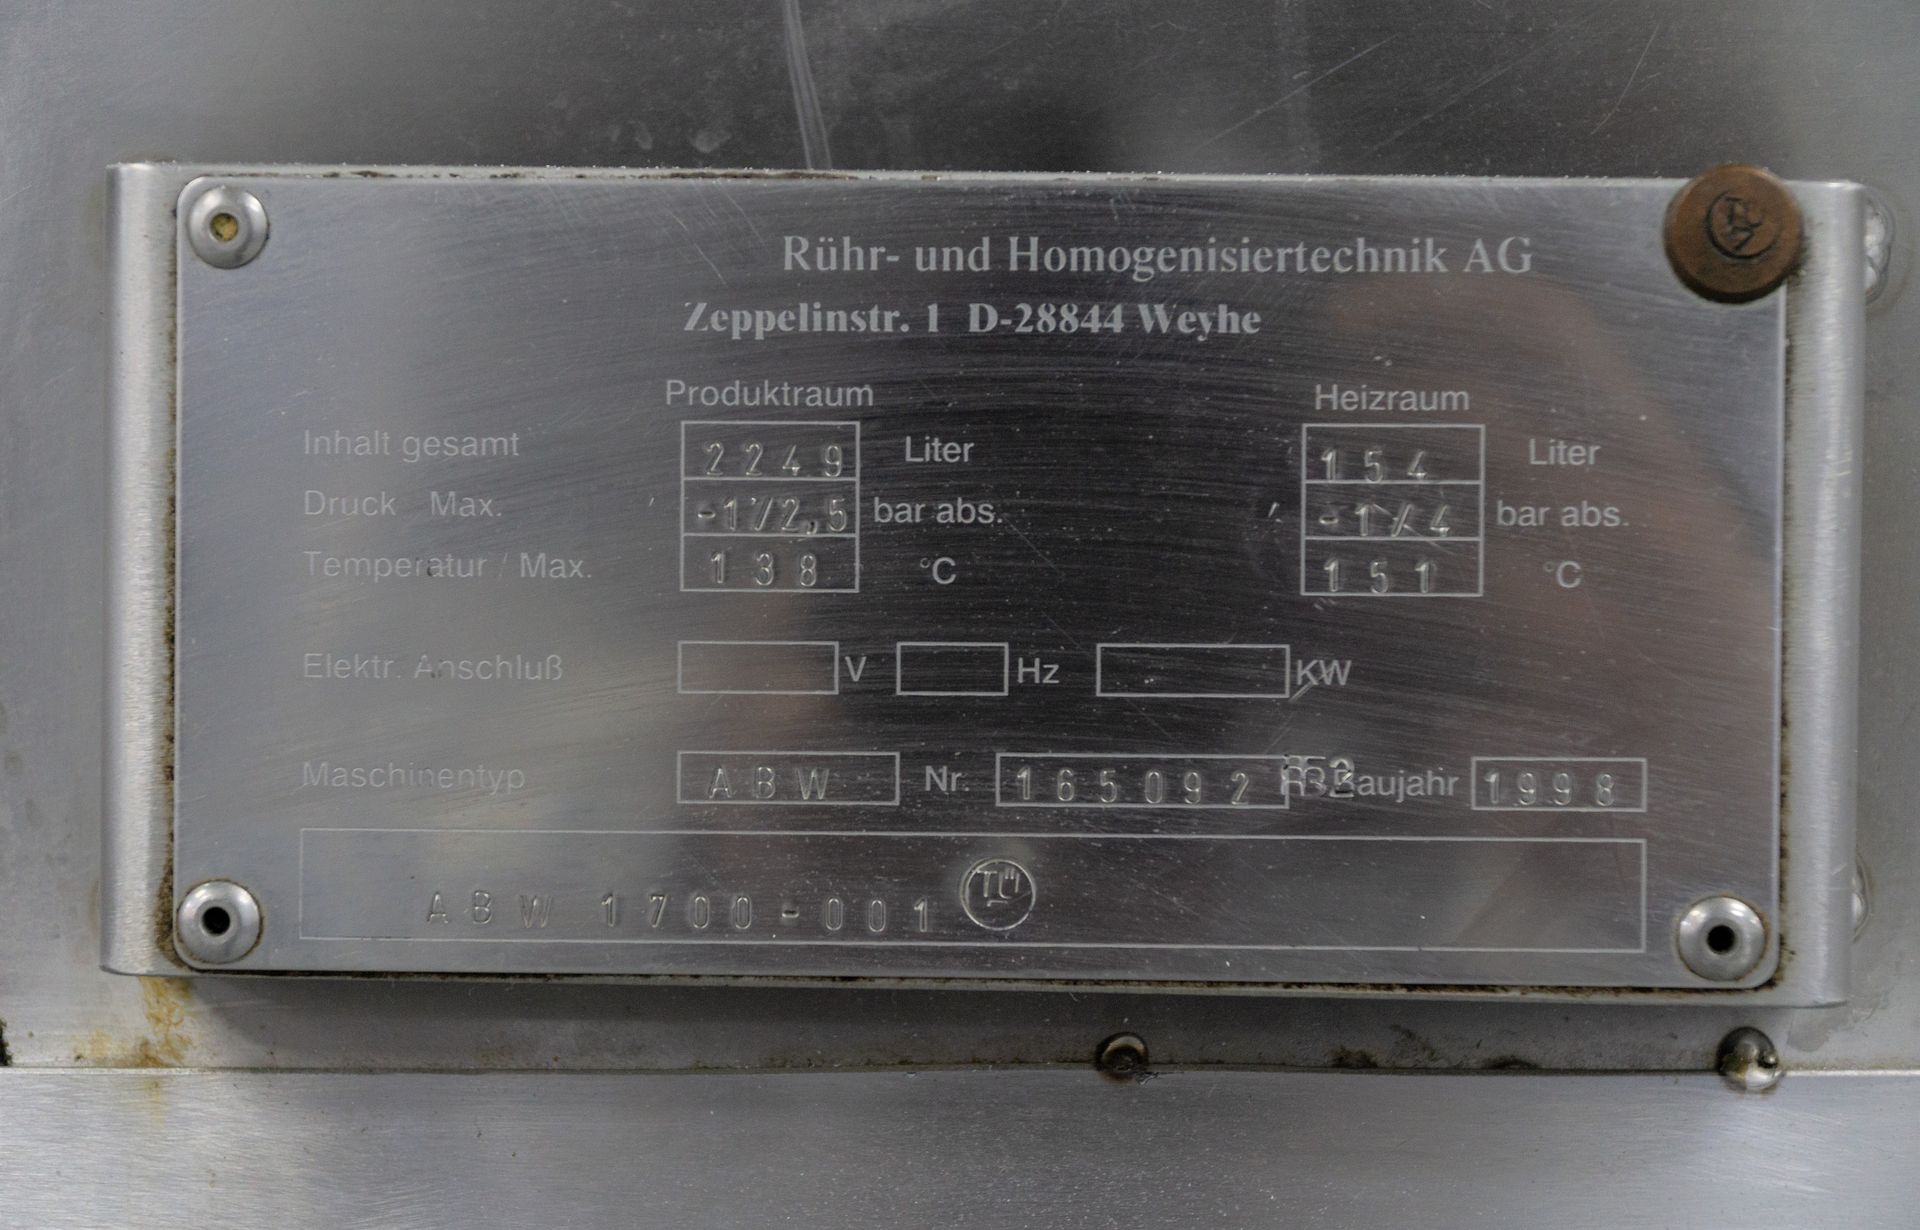 Rühr- und Homogenisiertechnik AG
Zeppelinstr. 1 D-28844 Weyhe
Produktraum Heizraum
Inhalt gesamt 2249 Liter 154 Liter
Druck Max. -1/2,5 bar abs. -1/4 bar abs.
Temperatur / Max. 138 °C 151 °C
Elektr. Anschluß V Hz KW
Maschinentyp ABW Nr. 165092 Baujahr 1998
ABW 1700-001